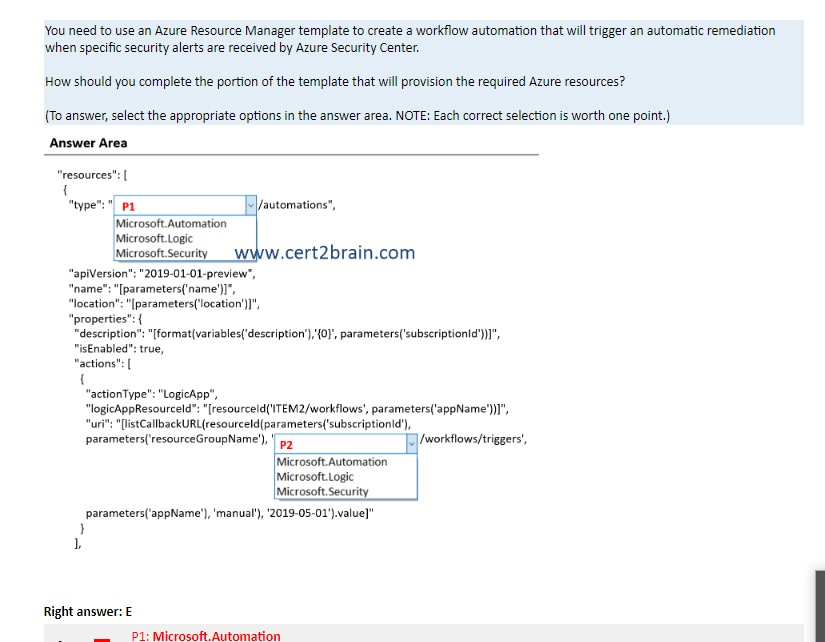 You need to use an Azure Resource Manager template to create a workflow automation that will trigger an automatic remediation
when specific security alerts are received by Azure Security Center.
How should you complete the portion of the template that will provision the required Azure resources?
(To answer, select the appropriate options in the answer area. NOTE: Each correct selection is worth one point.)
Answer Area
"resources": [
{
"type": " P1 /automations",
Microsoft.Automation
Microsoft.Logic
Microsoft.Security www.cert2brain.com
"apiVersion": "2019-01-01-preview",
"name": "[parameters('name')]",
"location": "[parameters('location')]",
"properties": {
"description": "[format(variables('description'),'{0}', parameters('subscriptionId'))]",
"isEnabled": true,
"actions": [
{
"actionType": "LogicApp",
"logicAppResourceId": "[resourceId('ITEM2/workflows', parameters('appName'))]",
"uri": "[listCallbackURL(resourceId(parameters('subscriptionId'),
parameters('resourceGroupName'), ' P2 /workflows/triggers',
Microsoft.Automation
Microsoft.Logic
Microsoft.Security
parameters('appName'), 'manual'), '2019-05-01').value]"
}
],
Right answer: E
P1: Microsoft.Automation